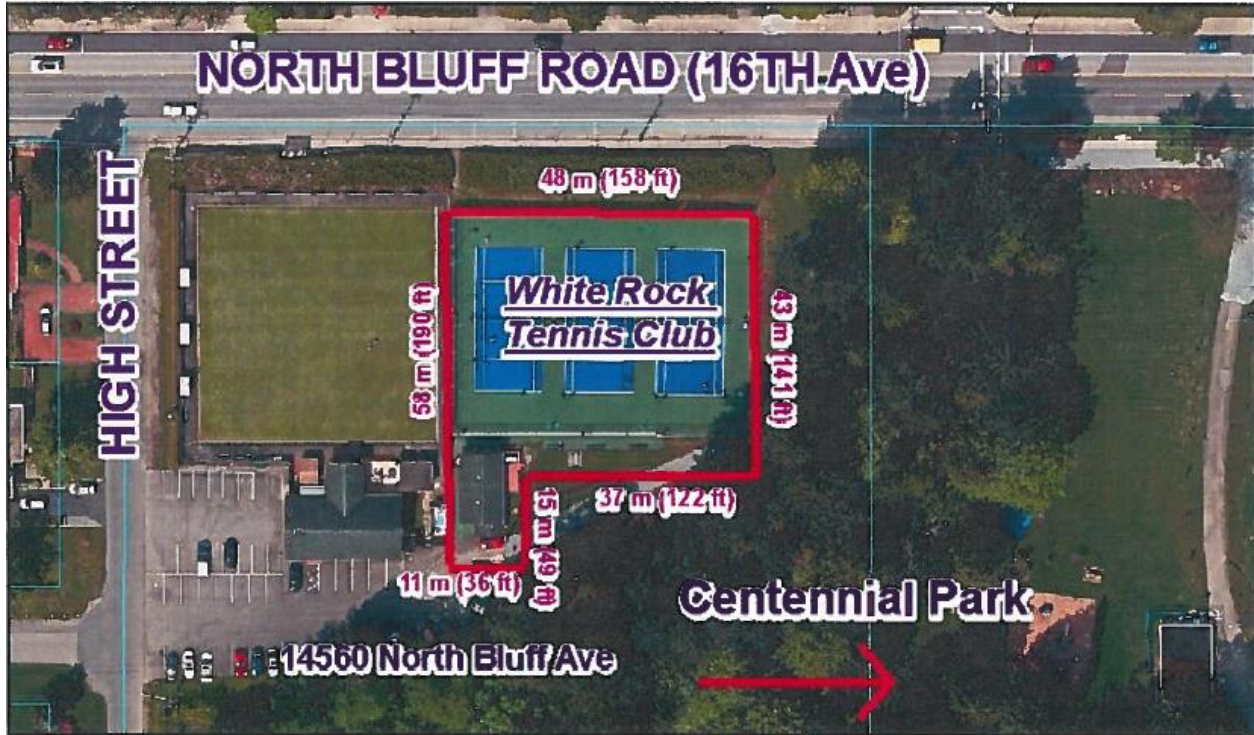 NORTH BLUFF ROAD (16TH Ave)
HIGH STREET
48 m (158 ft)
58 m (190 ft)
White Rock
Tennis Club
43 m (141 ft)
37 m (122 ft)
15 m (49 ft)
11 m (36 ft)
Centennial Park
14560 North Bluff Ave